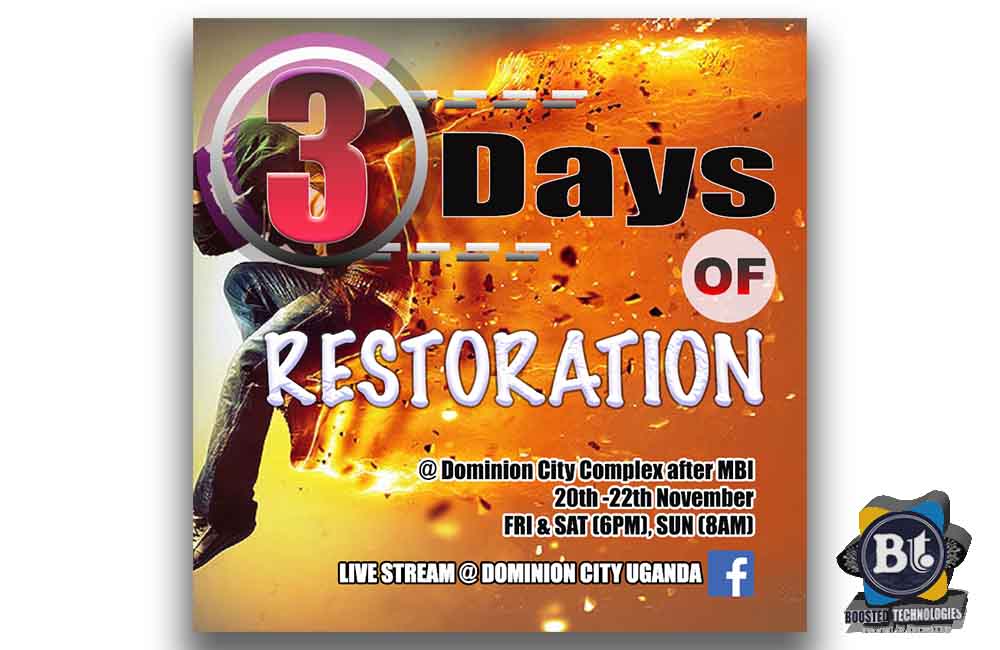 3 Days
OF
RESTORATION
@ Dominion City Complex after MBI
20th -22th November
FRI & SAT (6PM), SUN (8AM)
LIVE STREAM @ DOMINION CITY UGANDA f
Bt.
BOOSTED TECHNOLOGIES